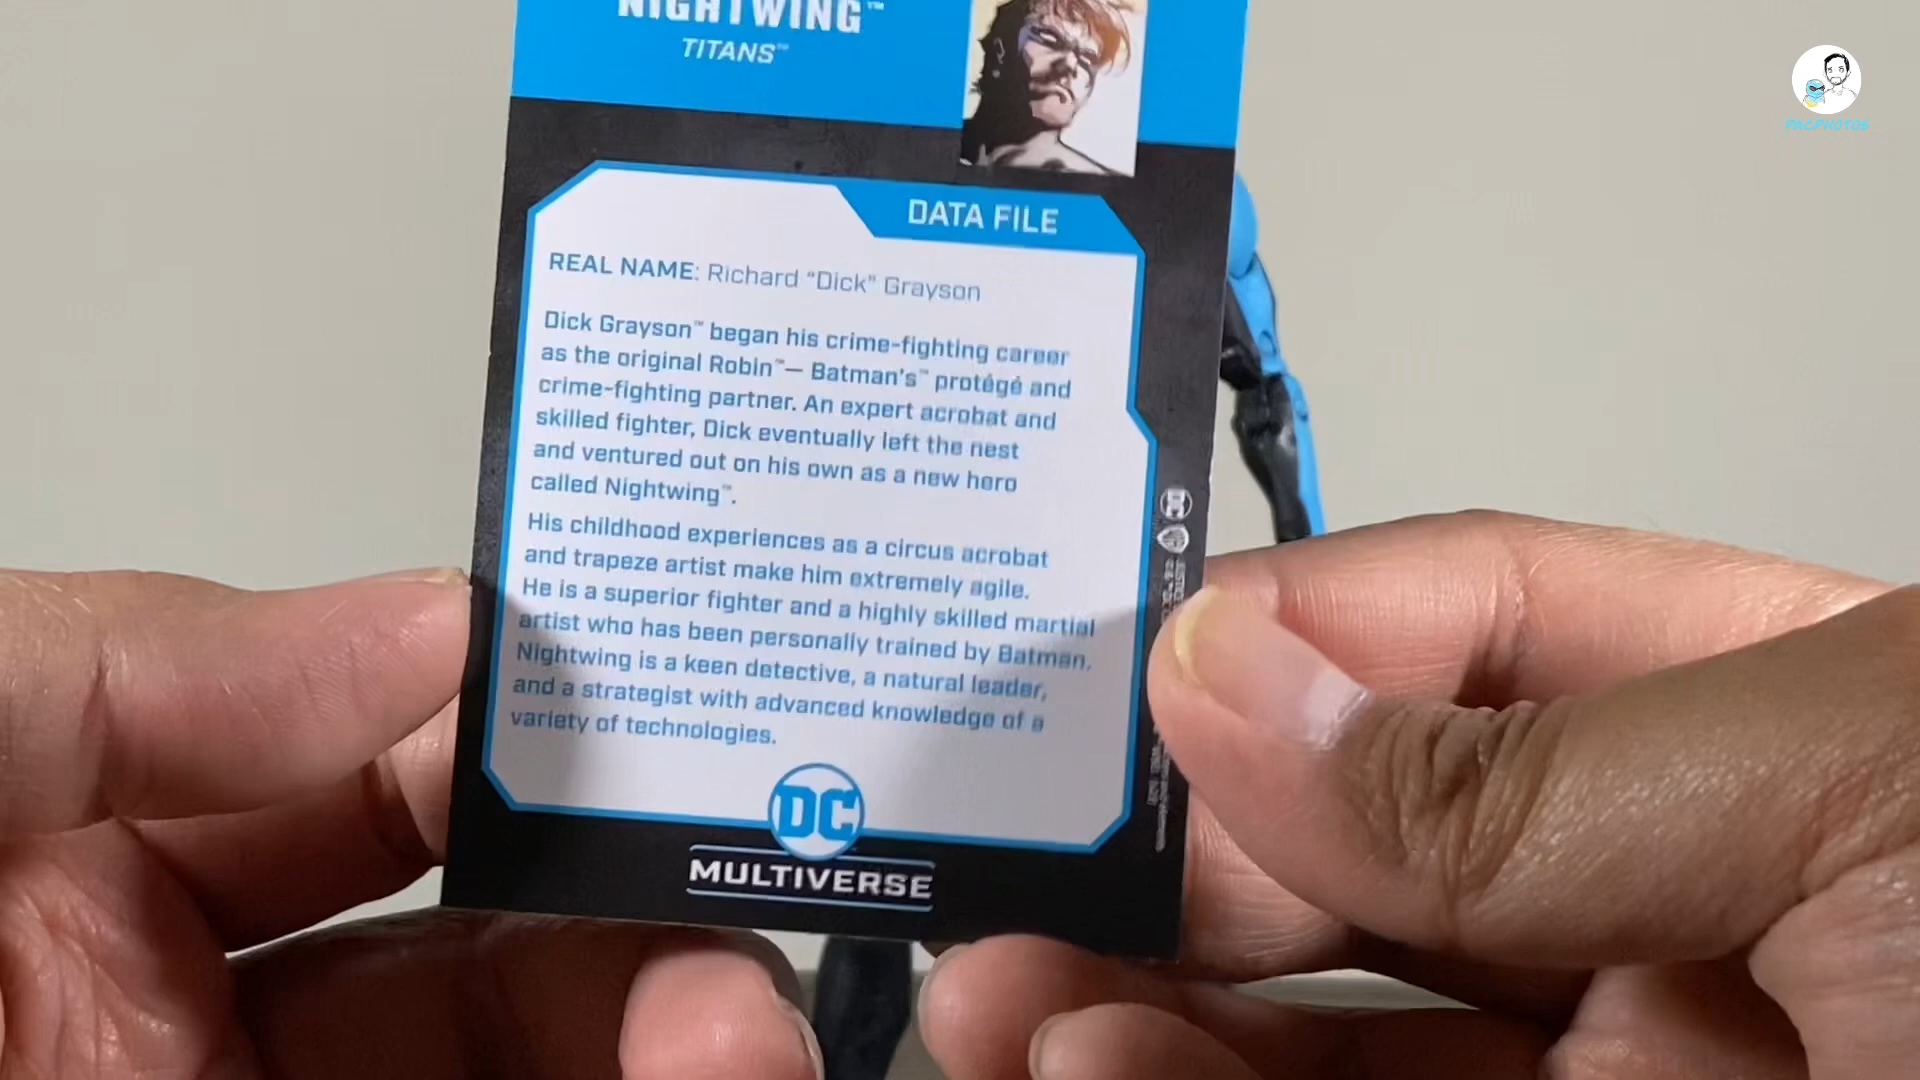 NIGHTWING™
TITANS™
PACPHOTOS
DATA FILE
REAL NAME: Richard “Dick” Grayson
Dick Grayson™ began his crime-fighting career
as the original Robin™— Batman's™ protégé and
crime-fighting partner. An expert acrobat and
skilled fighter, Dick eventually left the nest
and ventured out on his own as a new hero
called Nightwing™.
His childhood experiences as a circus acrobat
and trapeze artist make him extremely agile.
He is a superior fighter and a highly skilled martial
artist who has been personally trained by Batman.
Nightwing is a keen detective, a natural leader,
and a strategist with advanced knowledge of a
variety of technologies.
DC
MULTIVERSE
DC